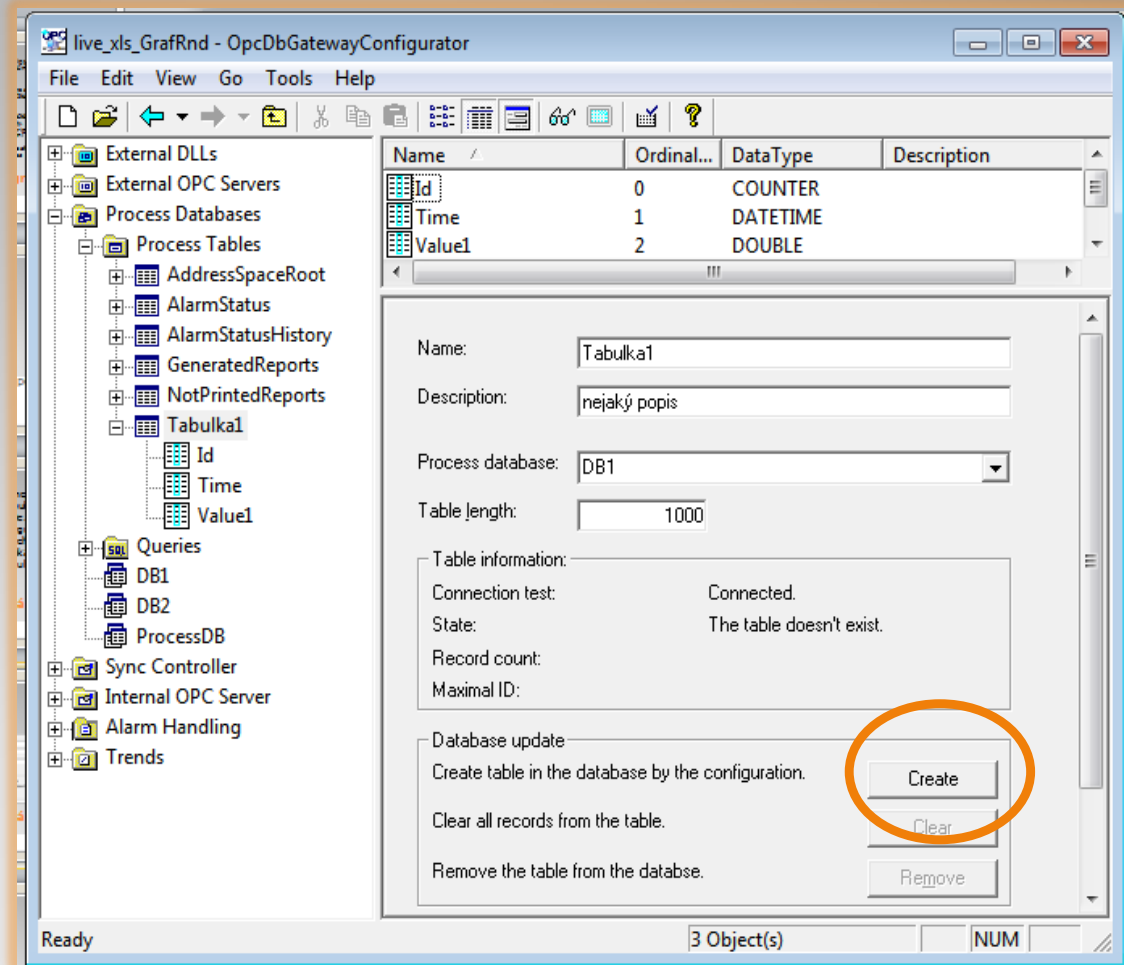 live_xls_GrafRnd - OpcDbGatewayConfigurator
File Edit View Go Tools Help
External DLLs
External OPC Servers
Process Databases
Process Tables
AddressSpaceRoot
AlarmStatus
AlarmStatusHistory
GeneratedReports
NotPrintedReports
Tabulka1
Id
Time
Value1
SQL Queries
DB1
DB2
ProcessDB
Sync Controller
Internal OPC Server
Alarm Handling
Trends
Name Ordinal... DataType Description
Id 0 COUNTER
Time 1 DATETIME
Value1 2 DOUBLE
Name: Tabulka1
Description: nejaký popis
Process database: DB1
Table length: 1000
Table information:
Connection test: Connected.
State: The table doesn't exist.
Record count:
Maximal ID:
Database update
Create table in the database by the configuration. Create
Clear all records from the table. Clear
Remove the table from the databse. Remove
Ready 3 Object(s) NUM